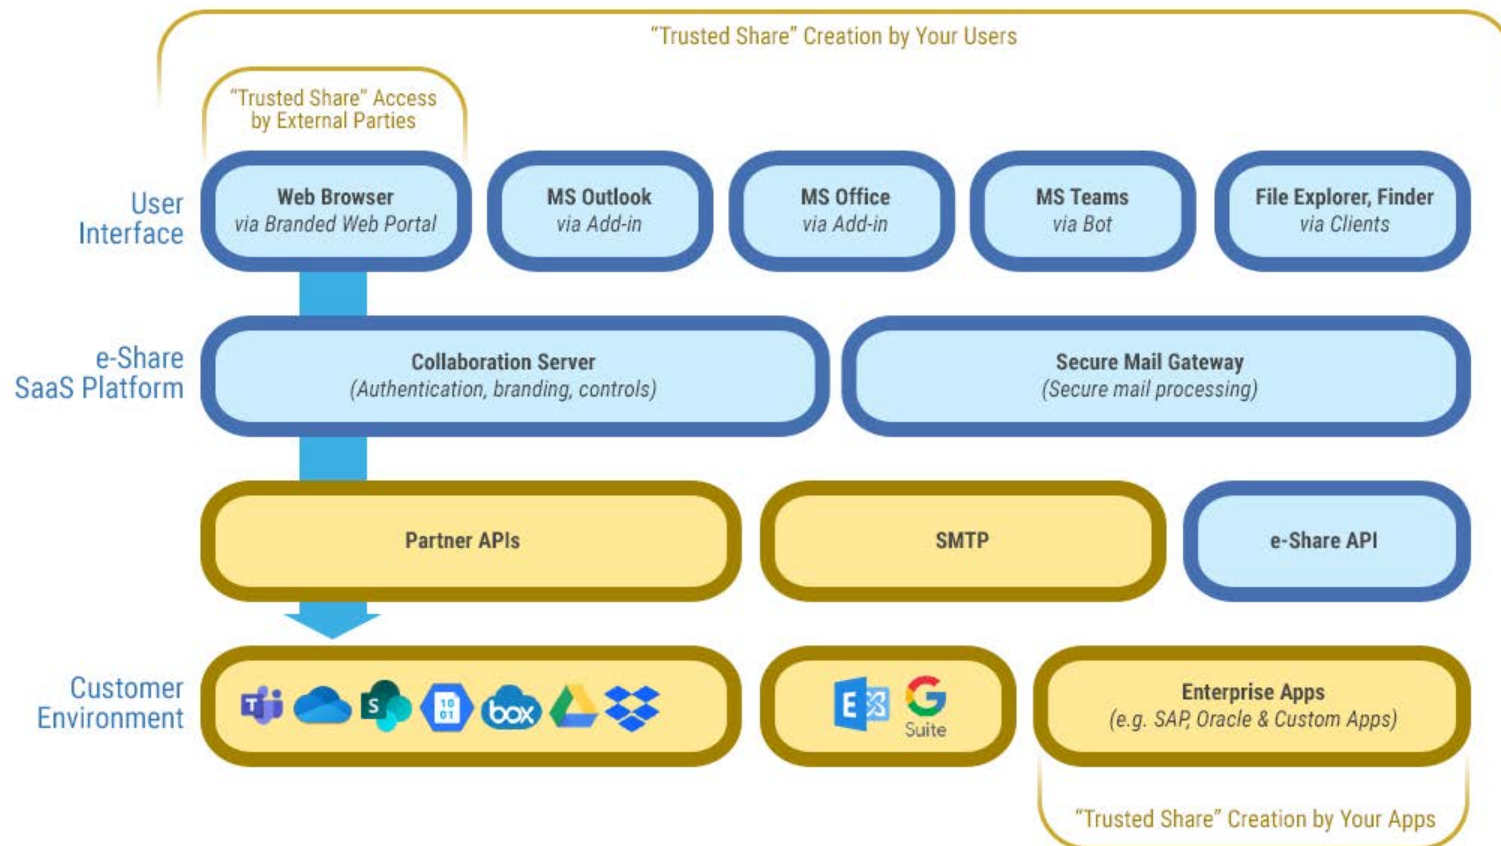 “Trusted Share” Creation by Your Users
“Trusted Share” Access
by External Parties
User
Interface
Web Browser
via Branded Web Portal
MS Outlook
via Add-in
MS Office
via Add-in
MS Teams
via Bot
File Explorer, Finder
via Clients
e-Share
SaaS Platform
Collaboration Server
(Authentication, branding, controls)
Secure Mail Gateway
(Secure mail processing)
Partner APIs
SMTP
e-Share API
Customer
Environment
T
S
10
01
box
E
Suite
Enterprise Apps
(e.g. SAP, Oracle & Custom Apps)
“Trusted Share” Creation by Your Apps